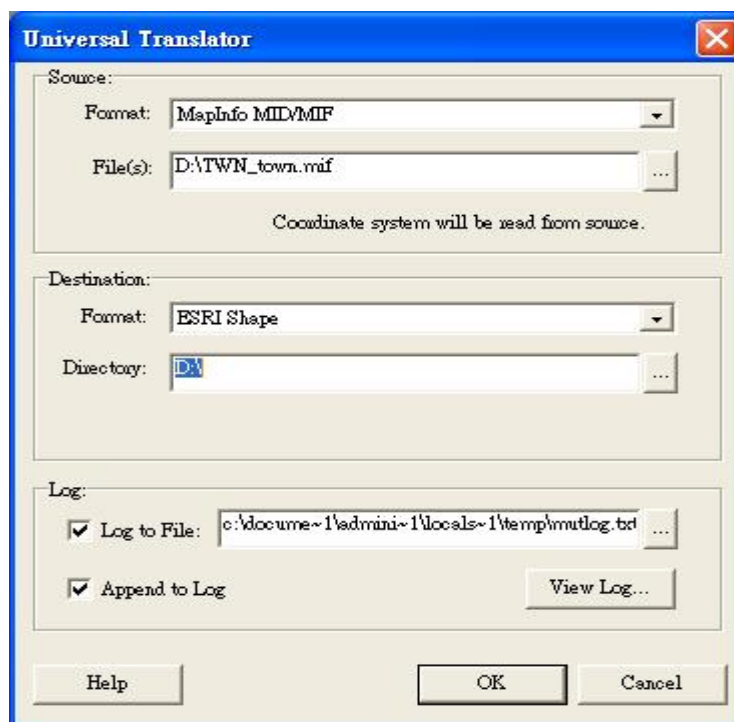 Universal Translator
Source:
Format: MapInfo MID/MIF
File(s): D:\TWN_town.mif ...
Coordinate system will be read from source.
Destination:
Format: ESRI Shape
Directory: D:\ ...
Log:
Log to File: c:\docume~1\admini~1\locals~1\temp\mutlog.txt ...
Append to Log View Log...
Help OK Cancel